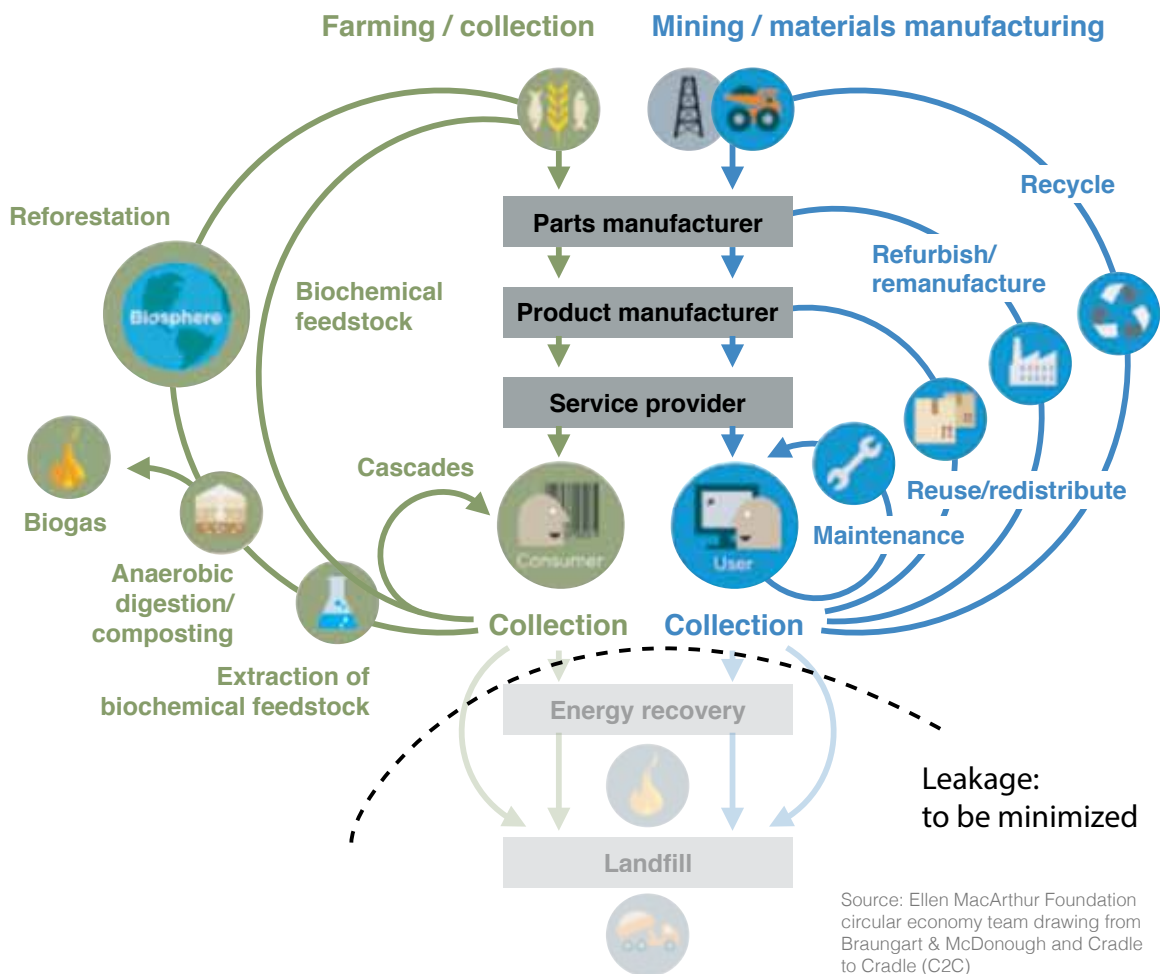 Farming / collection
Mining / materials manufacturing
Recycle
Parts manufacturer
Reforestation
Refurbish/
remanufacture
Biochemical
feedstock
Biosphere
Product manufacturer
Service provider
Cascades
Reuse/redistribute
Biogas
Maintenance
Consumer
User
Anaerobic
digestion/
composting
Collection
Collection
Extraction of
biochemical feedstock
Energy recovery
Leakage:
to be minimized
Landfill
Source: Ellen MacArthur Foundation
circular economy team drawing from
Braungart & McDonough and Cradle
to Cradle (C2C)